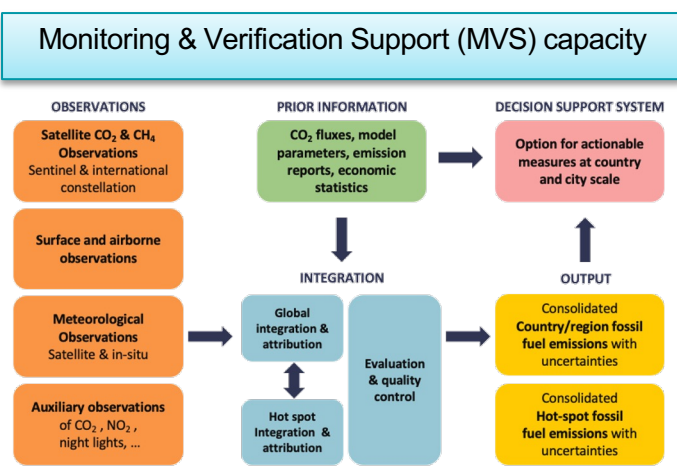 Monitoring & Verification Support (MVS) capacity
OBSERVATIONS
Satellite CO₂ & CH₄
Observations
Sentinel & international
constellation
Surface and airborne
observations
Meteorological
Observations
Satellite & in-situ
Auxiliary observations
of CO₂ , NO₂ ,
night lights, ...
PRIOR INFORMATION
CO₂ fluxes, model
parameters, emission
reports, economic
statistics
INTEGRATION
Global
integration &
attribution
Hot spot
Integration &
attribution
Evaluation
& quality
control
DECISION SUPPORT SYSTEM
Option for actionable
measures at country
and city scale
OUTPUT
Consolidated
Country/region fossil
fuel emissions with
uncertainties
Consolidated
Hot-spot fossil
fuel emissions with
uncertainties